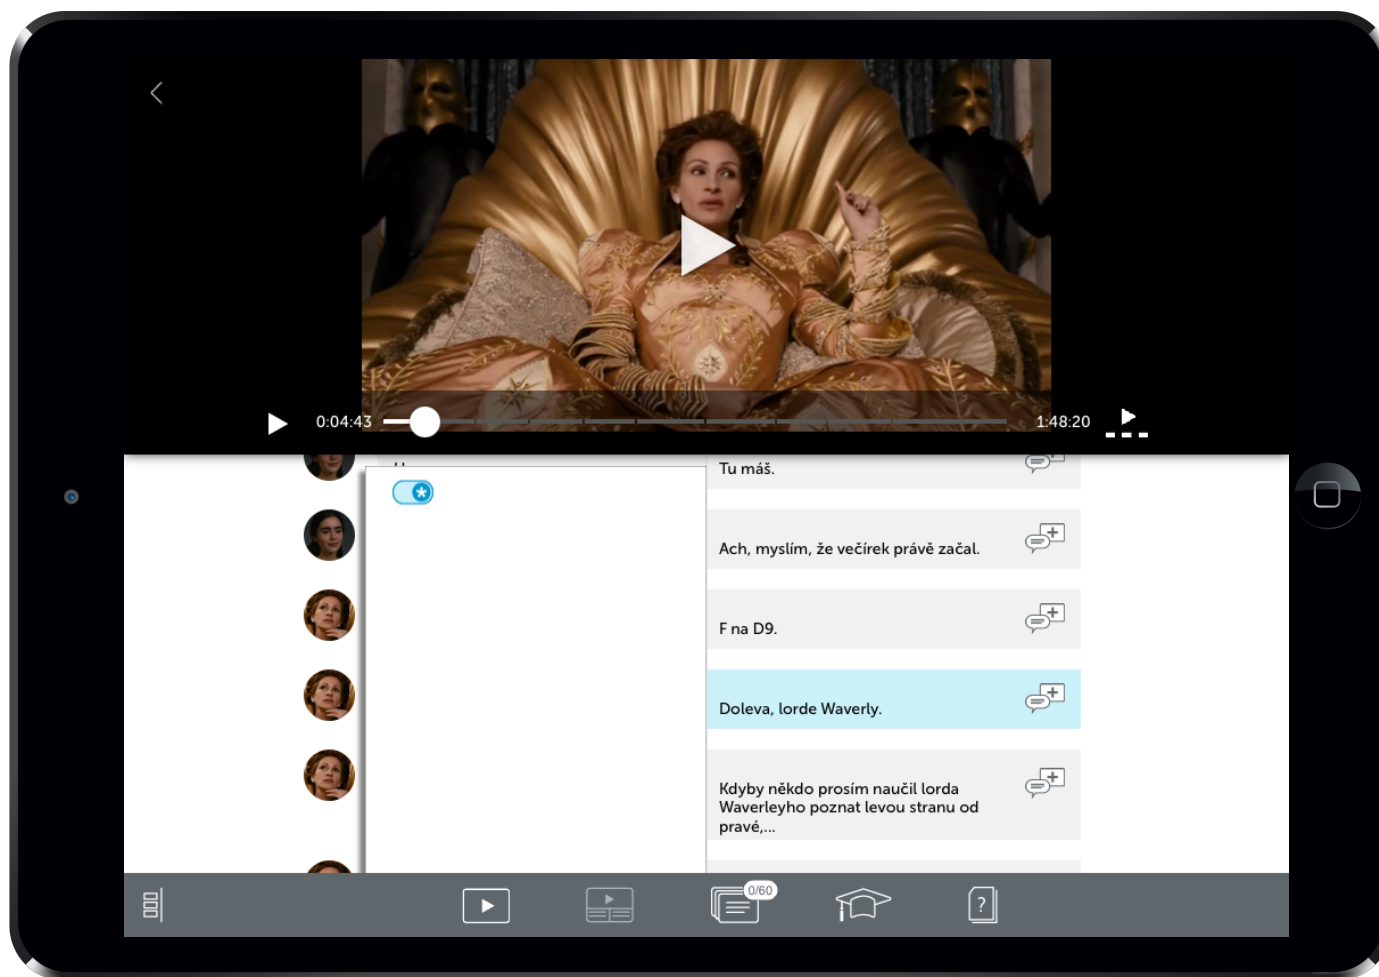 0:04:43
1:48:20
Tu máš.
Ach, myslím, že večírek právě začal.
F na D9.
Doleva, lorde Waverly.
Kdyby někdo prosím naučil lorda
Waverleyho poznat levou stranu od
pravé,...
0/60
?